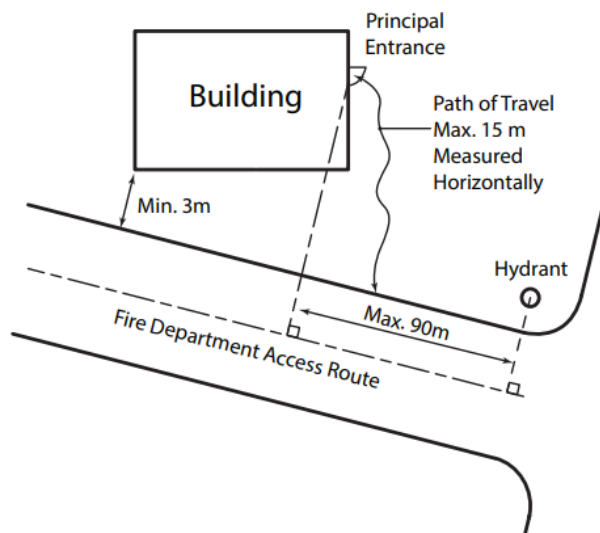 Principal
Entrance
Building
Path of Travel
Max. 15 m
Measured
Horizontally
Min. 3m
Hydrant
Max. 90m
Fire Department Access Route